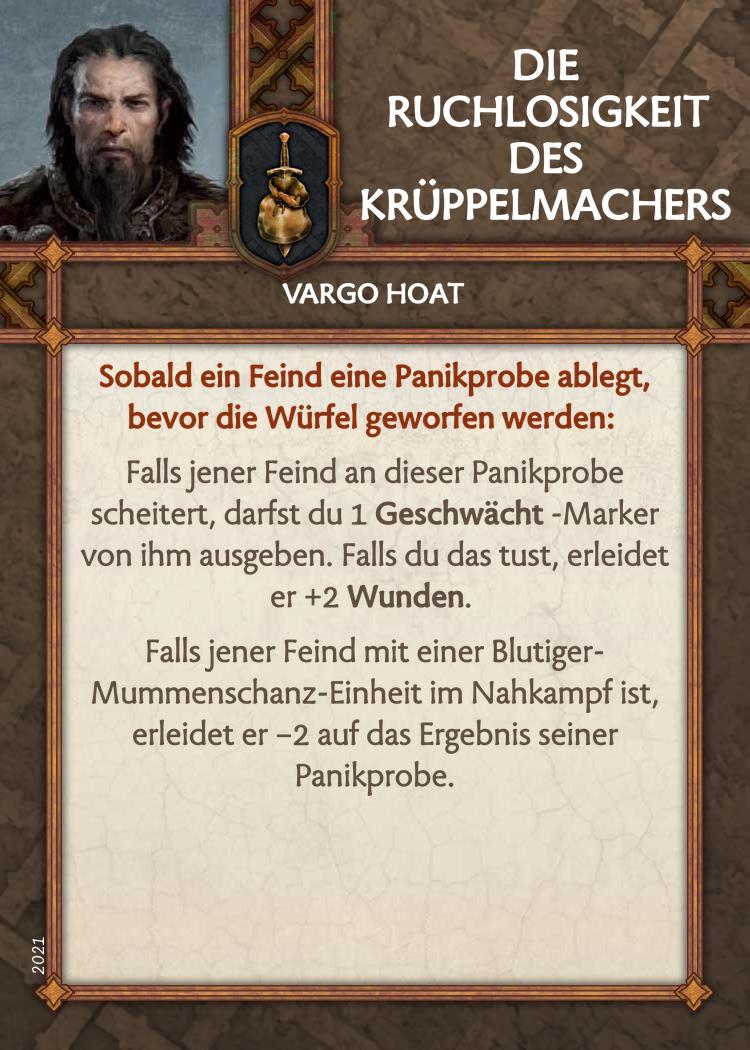 DIE
RUCHLOSIGKEIT
DES
KRÜPPELMACHERS
VARGO HOAT
Sobald ein Feind eine Panikprobe ablegt,
bevor die Würfel geworfen werden:
Falls jener Feind an dieser Panikprobe
scheitert, darfst du 1 Geschwächt -Marker
von ihm ausgeben. Falls du das tust, erleidet
er +2 Wunden.
Falls jener Feind mit einer Blutiger-
Mummenschanz-Einheit im Nahkampf ist,
erleidet er −2 auf das Ergebnis seiner
Panikprobe.
2021